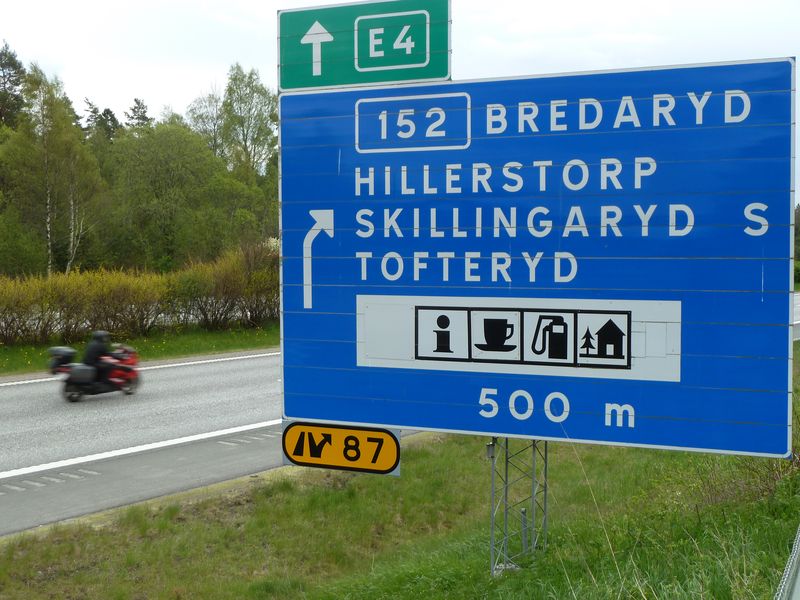 E4
152 BREDARYD
HILLERSTORP
SKILLINGARYD S
TOFTERYD
i
500 m
87